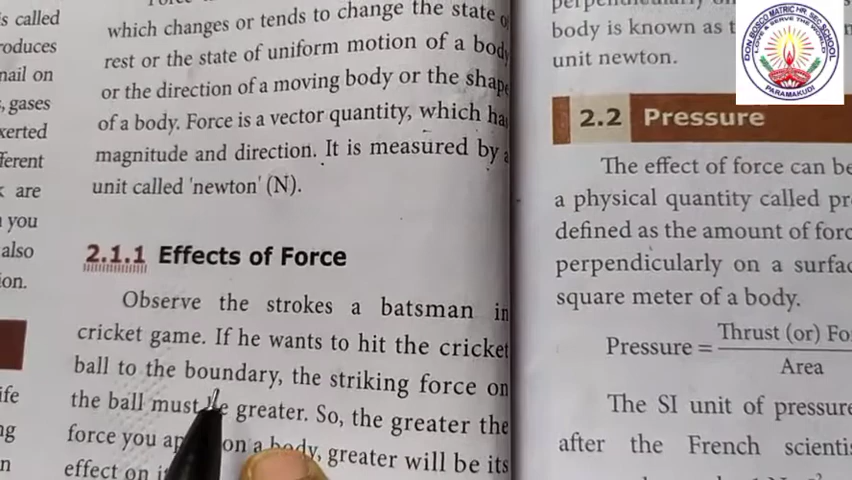 is called
roduces
nail on
, gases
xerted
ferent
k are
you
also
ion.
ife
ng
n
which changes or tends to change the state of
rest or the state of uniform motion of a body
or the direction of a moving body or the shape
of a body. Force is a vector quantity, which has
magnitude and direction. It is measured by a
unit called 'newton' (N).
2.1.1 Effects of Force
Observe the strokes a batsman in
cricket game. If he wants to hit the cricket
ball to the boundary, the striking force on
the ball must be greater. So, the greater the
force you ap on a body, greater will be its
effect on i
body is known as t
unit newton.
2.2 Pressure
The effect of force can be
a physical quantity called pr
defined as the amount of forc
perpendicularly on a surfac
square meter of a body.
Pressure = Thrust (or) Fo
Area
The SI unit of pressure
after the French scientis
DON BOSCO MATRIC HR. SEC. SCHOOL
LOVE & SERVE THE WORLD
PARAMAKUDI